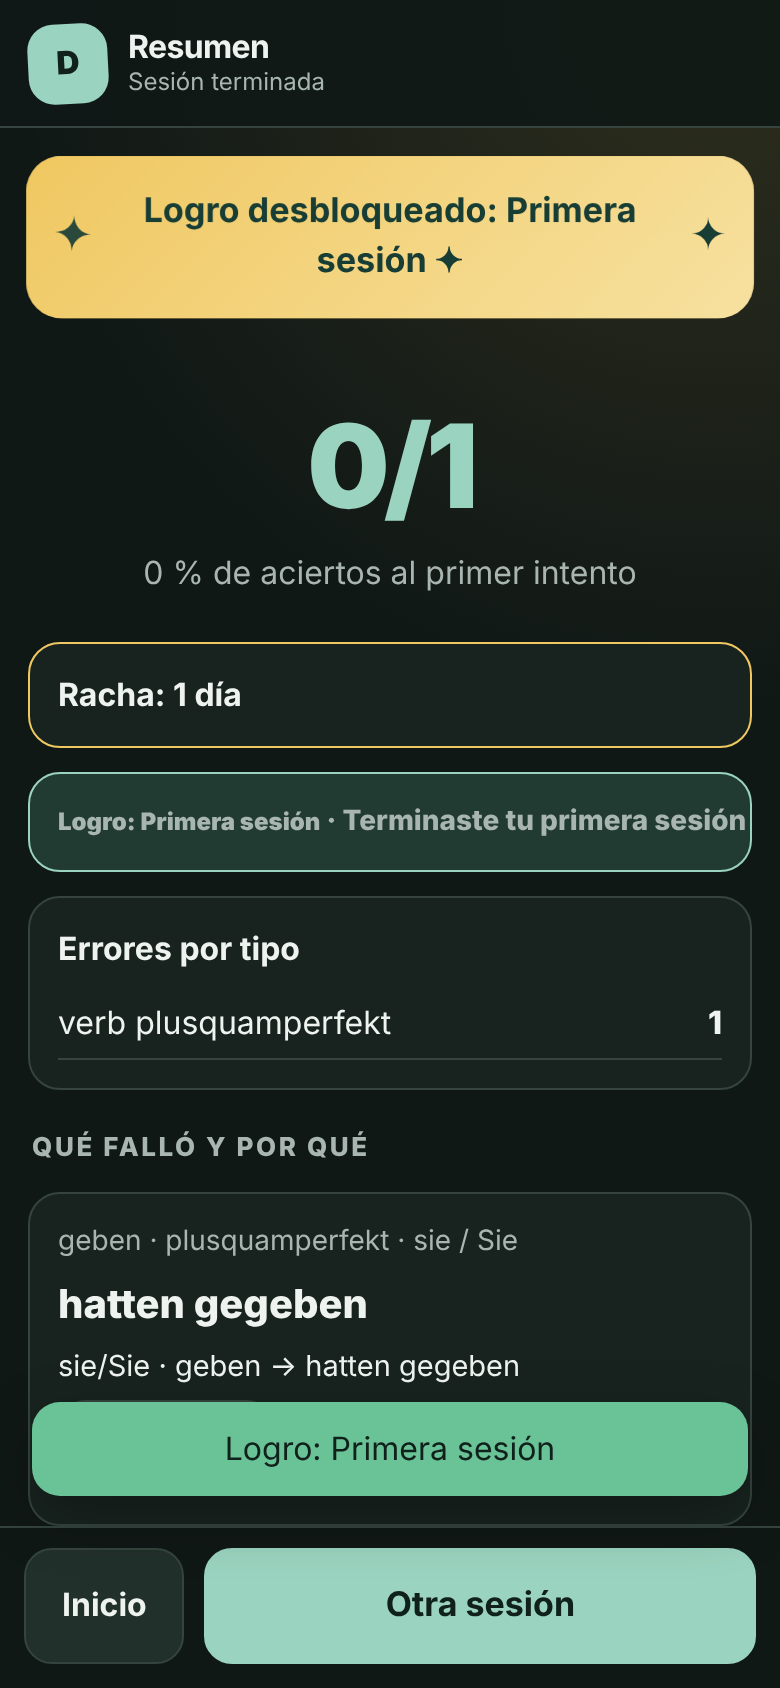 D
Resumen
Sesión terminada
✦ Logro desbloqueado: Primera ✦
sesión ✦
0/1
0 % de aciertos al primer intento
Racha: 1 día
Logro: Primera sesión · Terminaste tu primera sesión
Errores por tipo
verb plusquamperfekt 1
QUÉ FALLÓ Y POR QUÉ
geben · plusquamperfekt · sie / Sie
hatten gegeben
sie/Sie · geben → hatten gegeben
Logro: Primera sesión
Inicio
Otra sesión